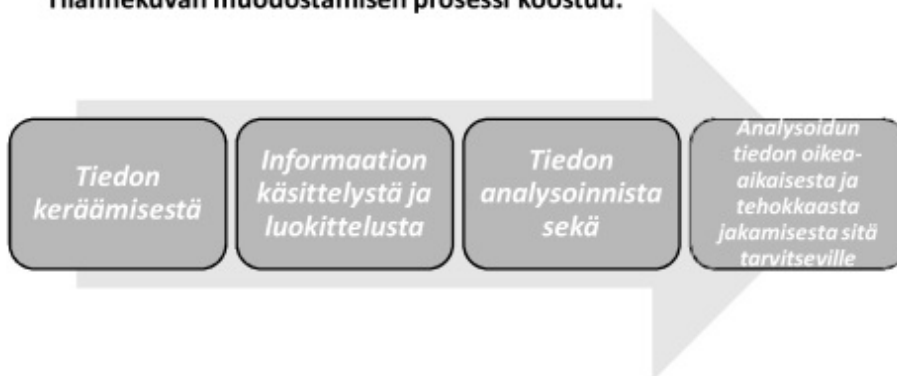 Tilannekuvan muodostamisen prosessi koostuu:
Tiedon
keräämisestä
Informaation
käsittelystä ja
luokittelusta
Tiedon
analysoinnista
sekä
Analysoidun
tiedon oikea-
aikaisesta ja
tehokkaasta
jakamisesta sitä
tarvitseville